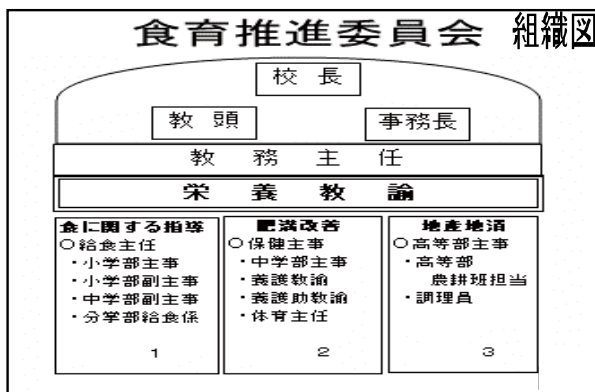 食育推進委員会 組織図
校長
教頭 事務長
教務主任
栄養教諭
食に関する指導
○給食主任
・小学部主事
・小学部副主事
・中学部副主事
・分学部給食係
1
肥満改善
○保健主事
・中学部主事
・養護教諭
・養護助教諭
・体育主任
2
地産地消
○高等部主事
・高等部
農耕班担当
・調理員
3